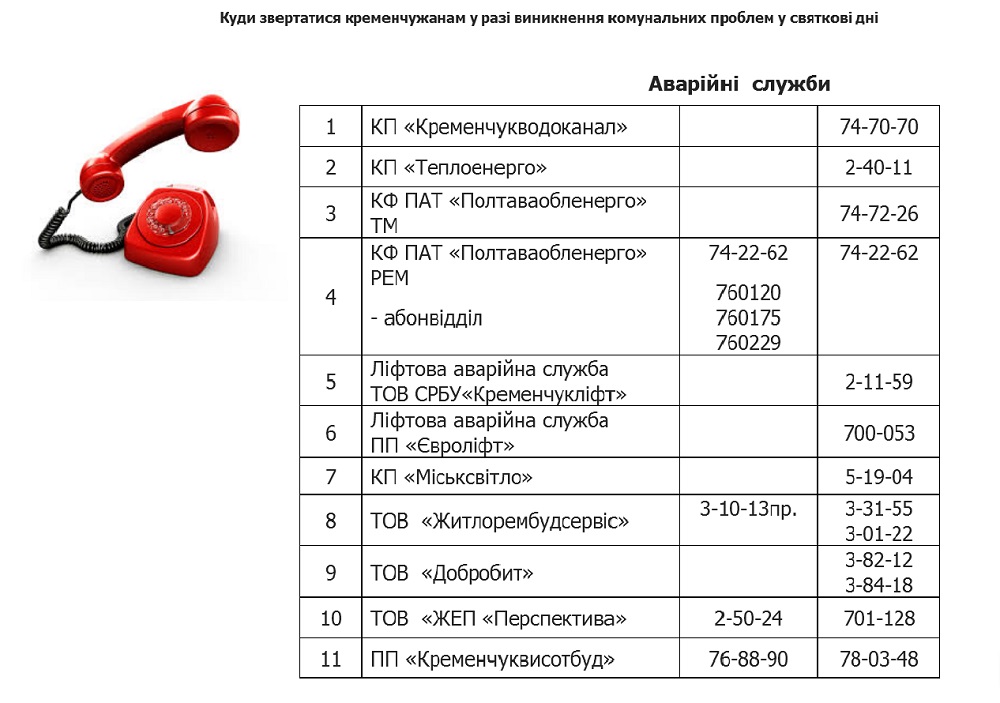 Куди звертатися кременчужанам у разі виникнення комунальних проблем у святкові дні
Аварійні служби
1 КП «Кременчукводоканал» 74-70-70
2 КП «Теплоенерго» 2-40-11
3 КФ ПАТ «Полтаваобленерго» 74-72-26
ТМ
4 КФ ПАТ «Полтаваобленерго» 74-22-62 74-22-62
РЕМ
760120
- абонвідділ 760175
760229
5 Ліфтова аварійна служба 2-11-59
ТОВ СРБУ«Кременчукліфт»
6 Ліфтова аварійна служба 700-053
ПП «Євроліфт»
7 КП «Міськсвітло» 5-19-04
8 ТОВ «Житлорембудсервіс» 3-10-13пр. 3-31-55
3-01-22
9 ТОВ «Добробит» 3-82-12
3-84-18
10 ТОВ «ЖЕП «Перспектива» 2-50-24 701-128
11 ПП «Кременчуквисотбуд» 76-88-90 78-03-48